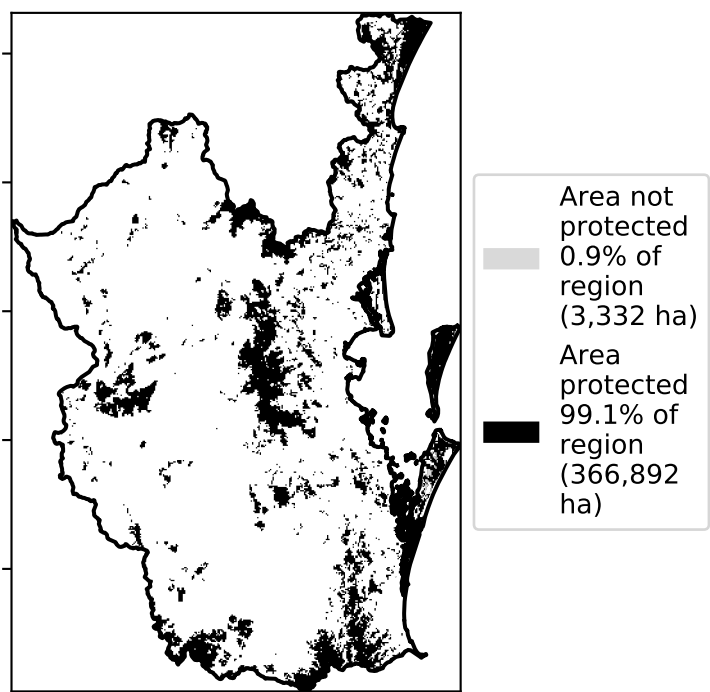 Area not
protected
0.9% of
region
(3,332 ha)
Area
protected
99.1% of
region
(366,892
ha)